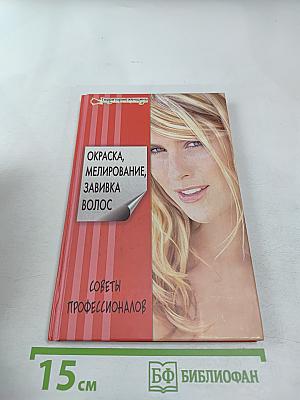 ОКРАСКА,
МЕЛИРОВАНИЕ,
ЗАВИВКА
ВОЛОС
СОВЕТЫ
ПРОФЕССИОНАЛОВ
15 см
БФ БИБЛИОФАН